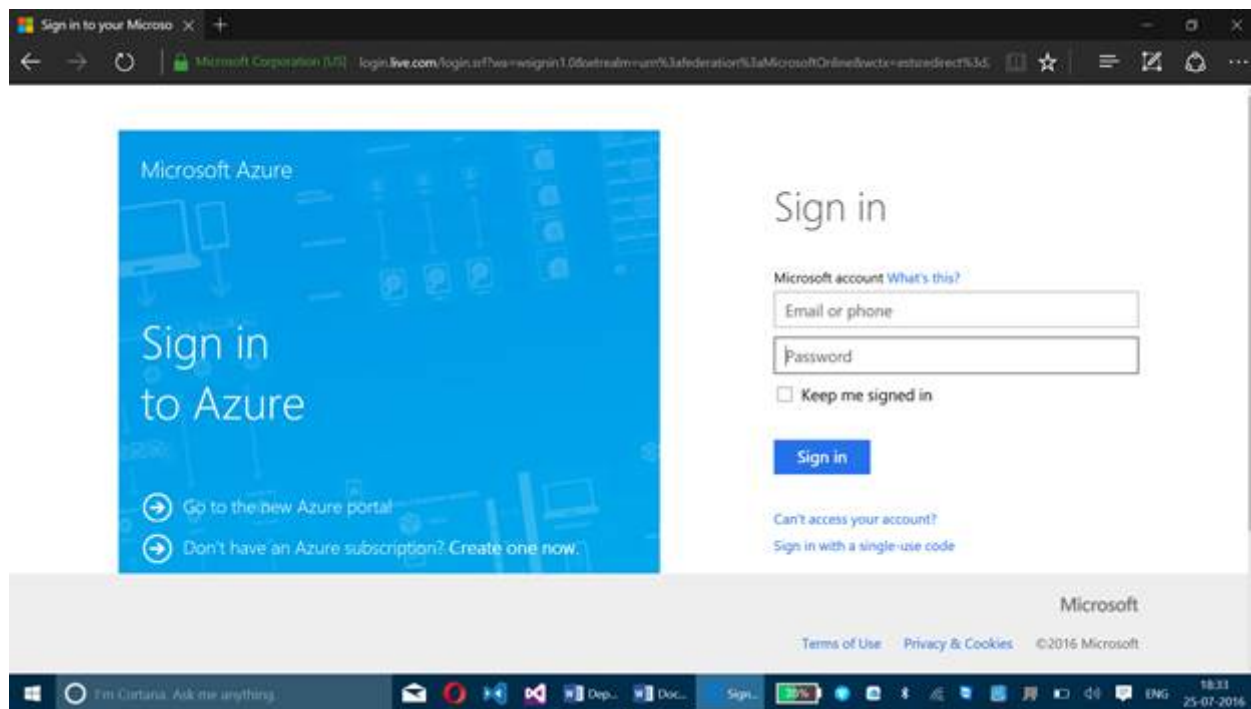 Sign in to your Microso
Microsoft Corporation [US] login.live.com/login.srf?wa=wsignin1.0&wtrealm=urn%3afederation%3aMicrosoftOnline&wctx=estsredirect%3d
Microsoft Azure
Sign in
to Azure
Go to the new Azure portal
Don't have an Azure subscription? Create one now.
Sign in
Microsoft account What's this?
Email or phone
Password
Keep me signed in
Sign in
Can't access your account?
Sign in with a single-use code
Microsoft
Terms of Use Privacy & Cookies ©2016 Microsoft
I'm Cortana. Ask me anything. Dep... Doc... Sign... ENG 18:33
25-07-2016